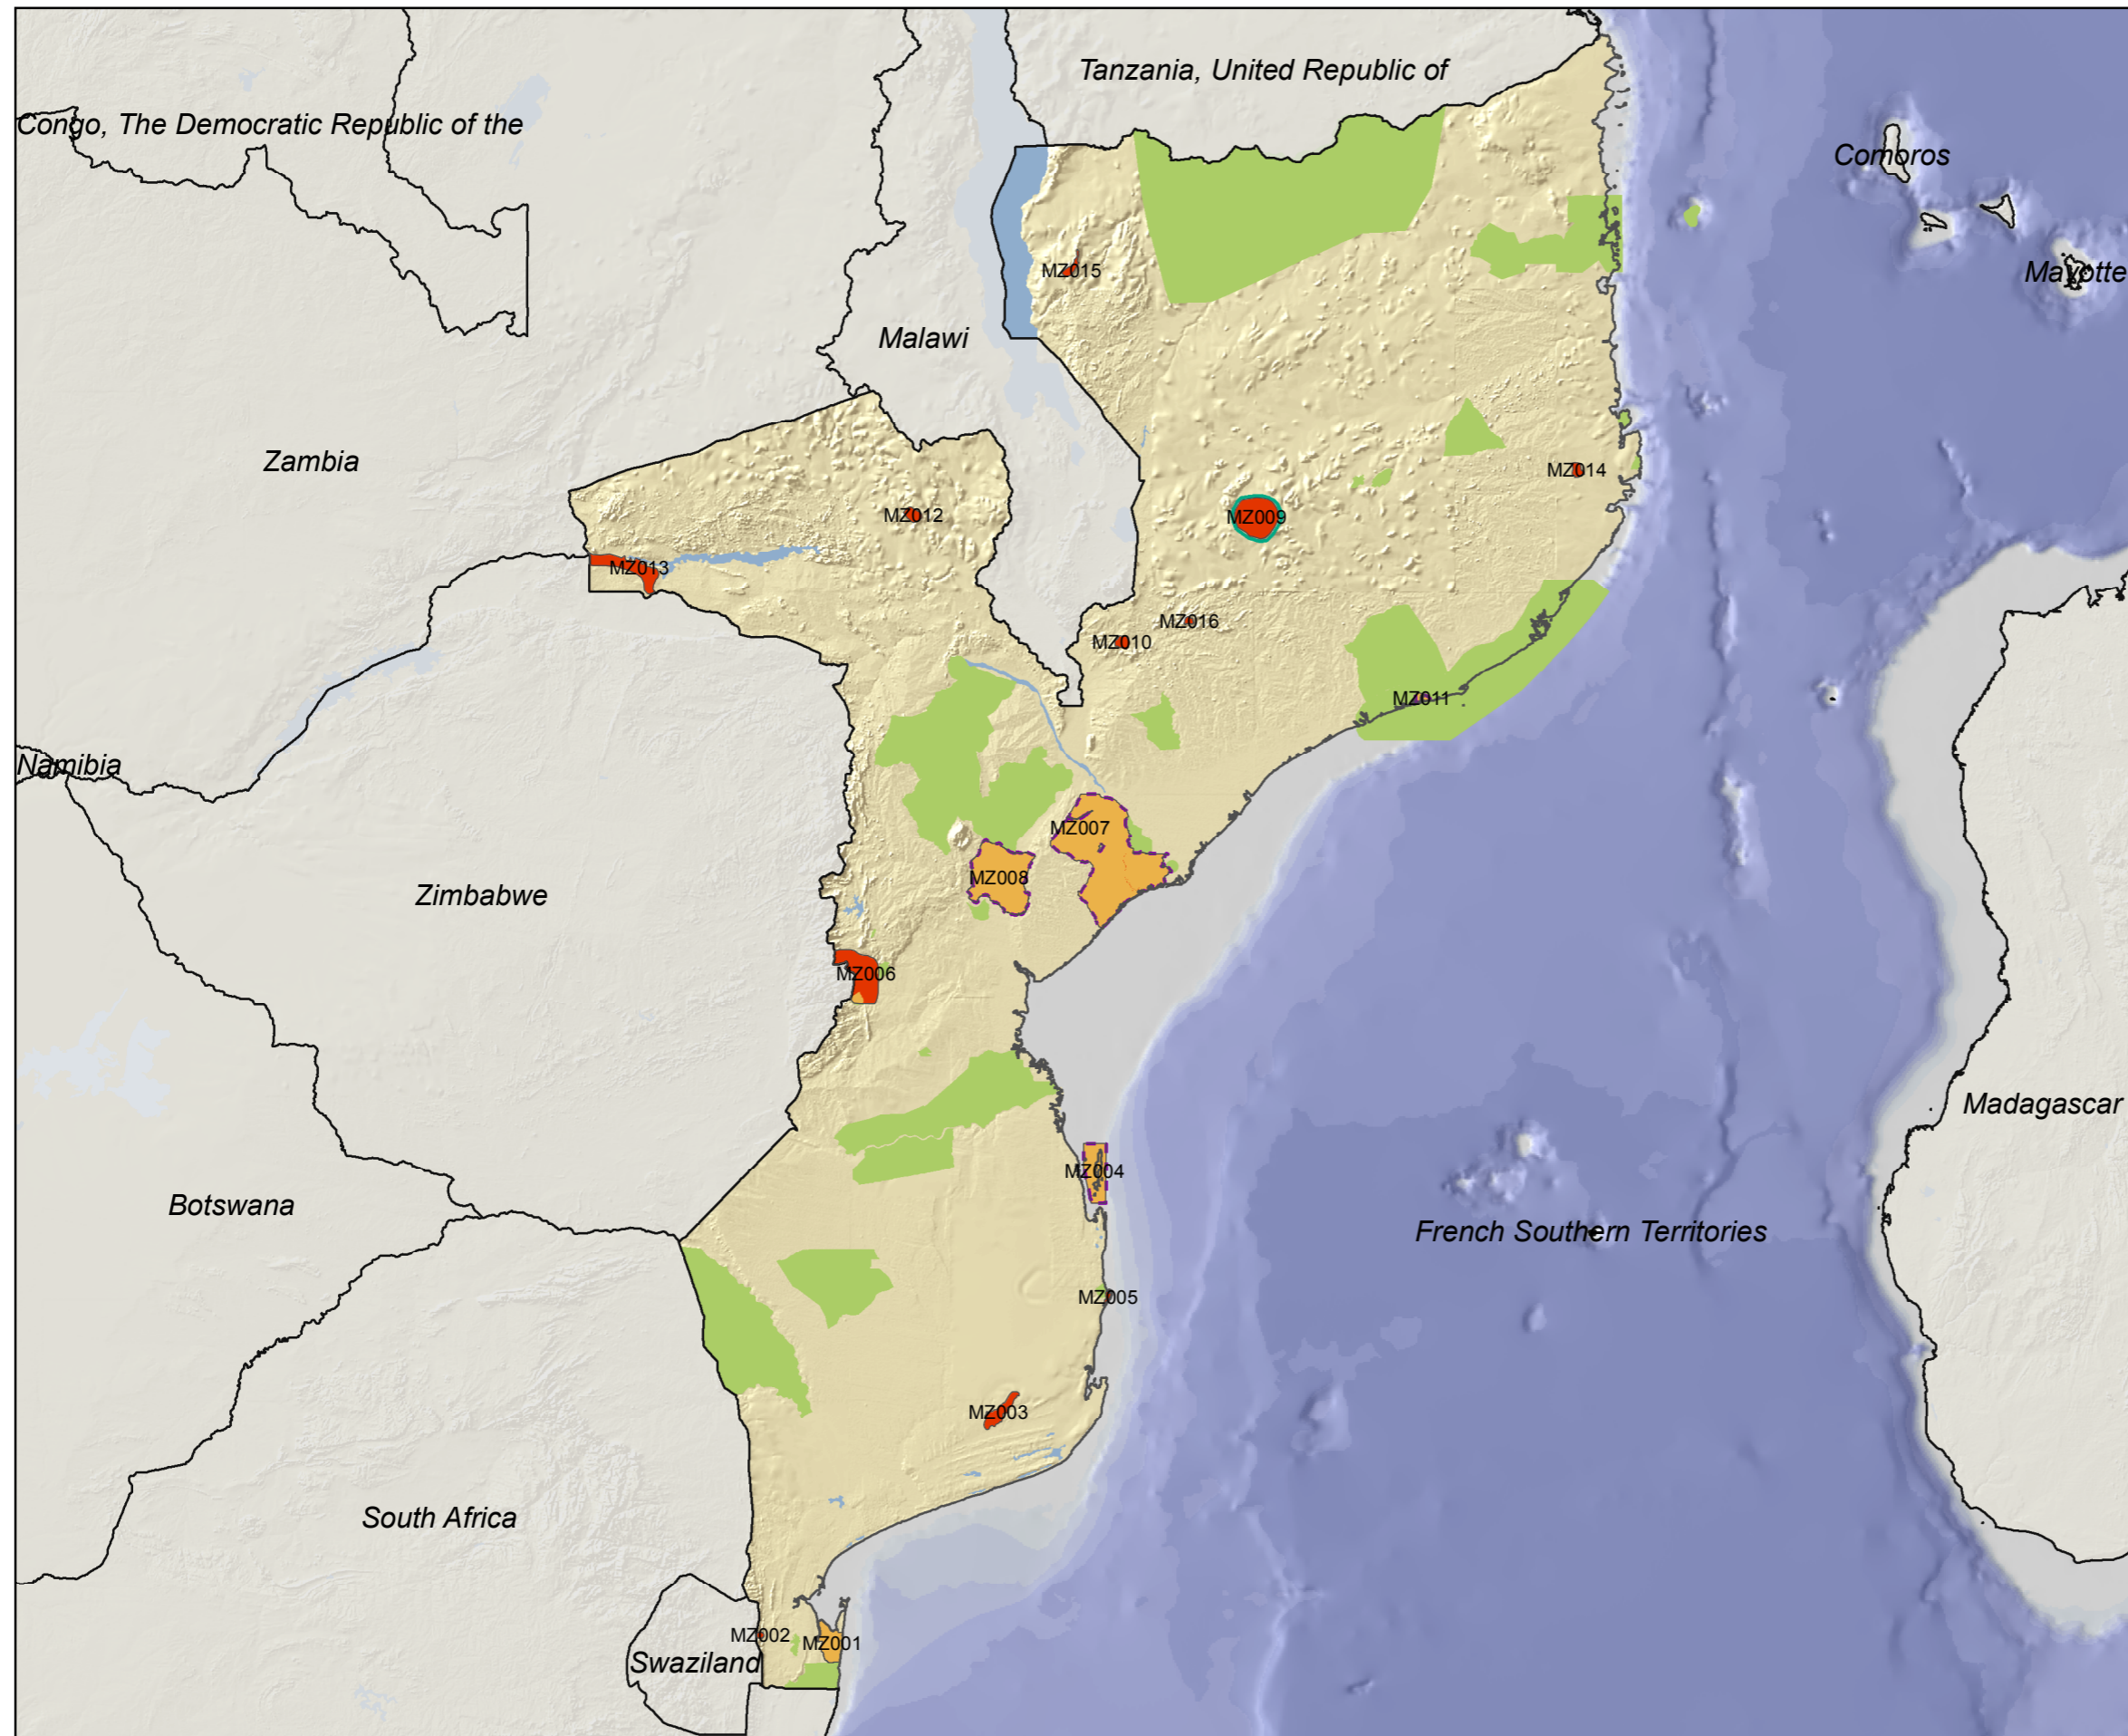 Tanzania, United Republic of
Congo, The Democratic Republic of the
Comoros
Mayotte
MZ015
Malawi
Zambia
MZ014
MZ012
MZ009
MZ013
MZ016
MZ010
MZ011
Namibia
MZ007
MZ008
Zimbabwe
MZ006
Madagascar
MZ004
Botswana
French Southern Territories
MZ005
MZ003
South Africa
MZ002
MZ001
Swaziland